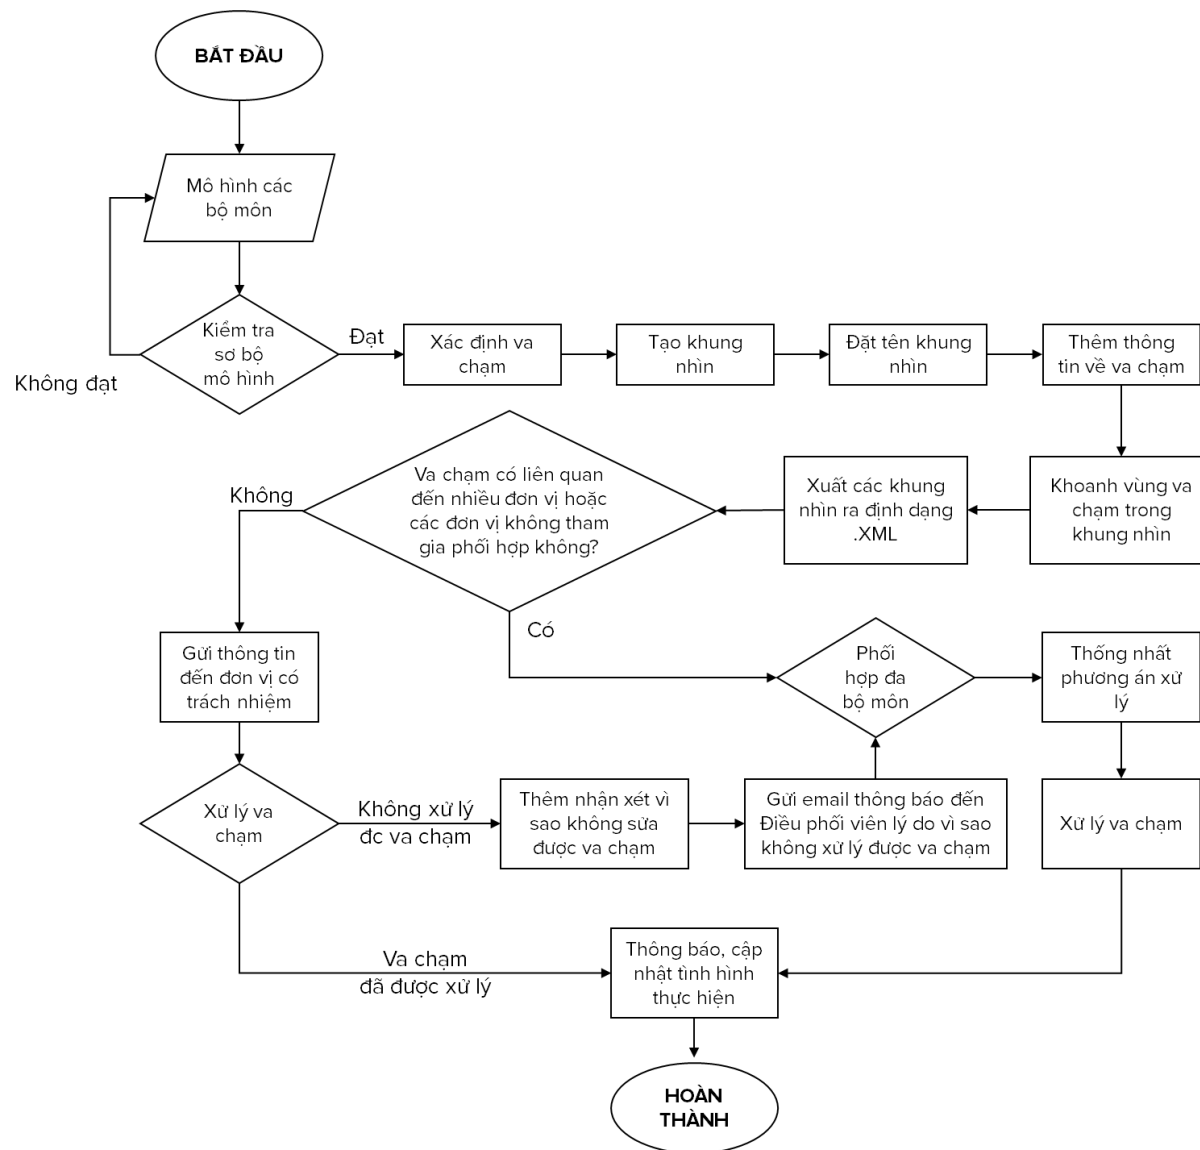 BẮT ĐẦU
Mô hình các
bộ môn
Kiểm tra
sơ bộ
mô hình
Không đạt
Đạt
Xác định va
chạm
Tạo khung
nhìn
Đặt tên khung
nhìn
Thêm thông
tin về va chạm
Khoanh vùng va
chạm trong
khung nhìn
Xuất các khung
nhìn ra định dạng
.XML
Va chạm có liên quan
đến nhiều đơn vị hoặc
các đơn vị không tham
gia phối hợp không?
Không
Có
Gửi thông tin
đến đơn vị có
trách nhiệm
Phối
hợp đa
bộ môn
Thống nhất
phương án xử
lý
Xử lý va
chạm
Không xử lý
đc va chạm
Thêm nhận xét vì
sao không sửa
được va chạm
Gửi email thông báo đến
Điều phối viên lý do vì sao
không xử lý được va chạm
Xử lý va chạm
Va chạm
đã được xử lý
Thông báo, cập
nhật tình hình
thực hiện
HOÀN
THÀNH